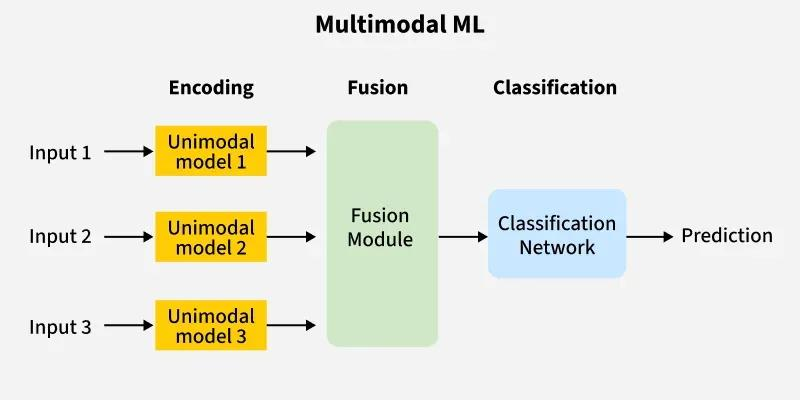 Multimodal ML
Encoding
Fusion
Classification
Input 1
Unimodal
model 1
Input 2
Unimodal
model 2
Input 3
Unimodal
model 3
Fusion
Module
Classification
Network
Prediction